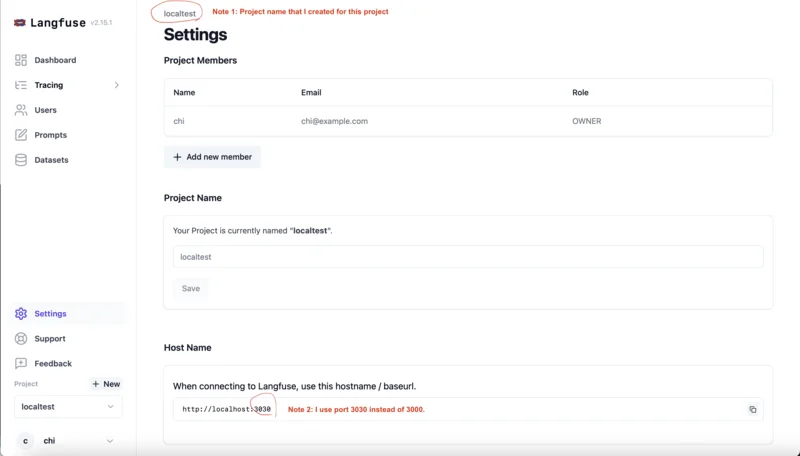 Langfuse v2.15.1
Dashboard
Tracing
Users
Prompts
Datasets
Settings
Support
Feedback
Project + New
localtest
c chi
localtest Note 1: Project name that I created for this project
Settings
Project Members
Name Email Role
chi chi@example.com OWNER
+ Add new member
Project Name
Your Project is currently named "localtest".
localtest
Save
Host Name
When connecting to Langfuse, use this hostname / baseurl.
http://localhost:3030 Note 2: I use port 3030 instead of 3000.